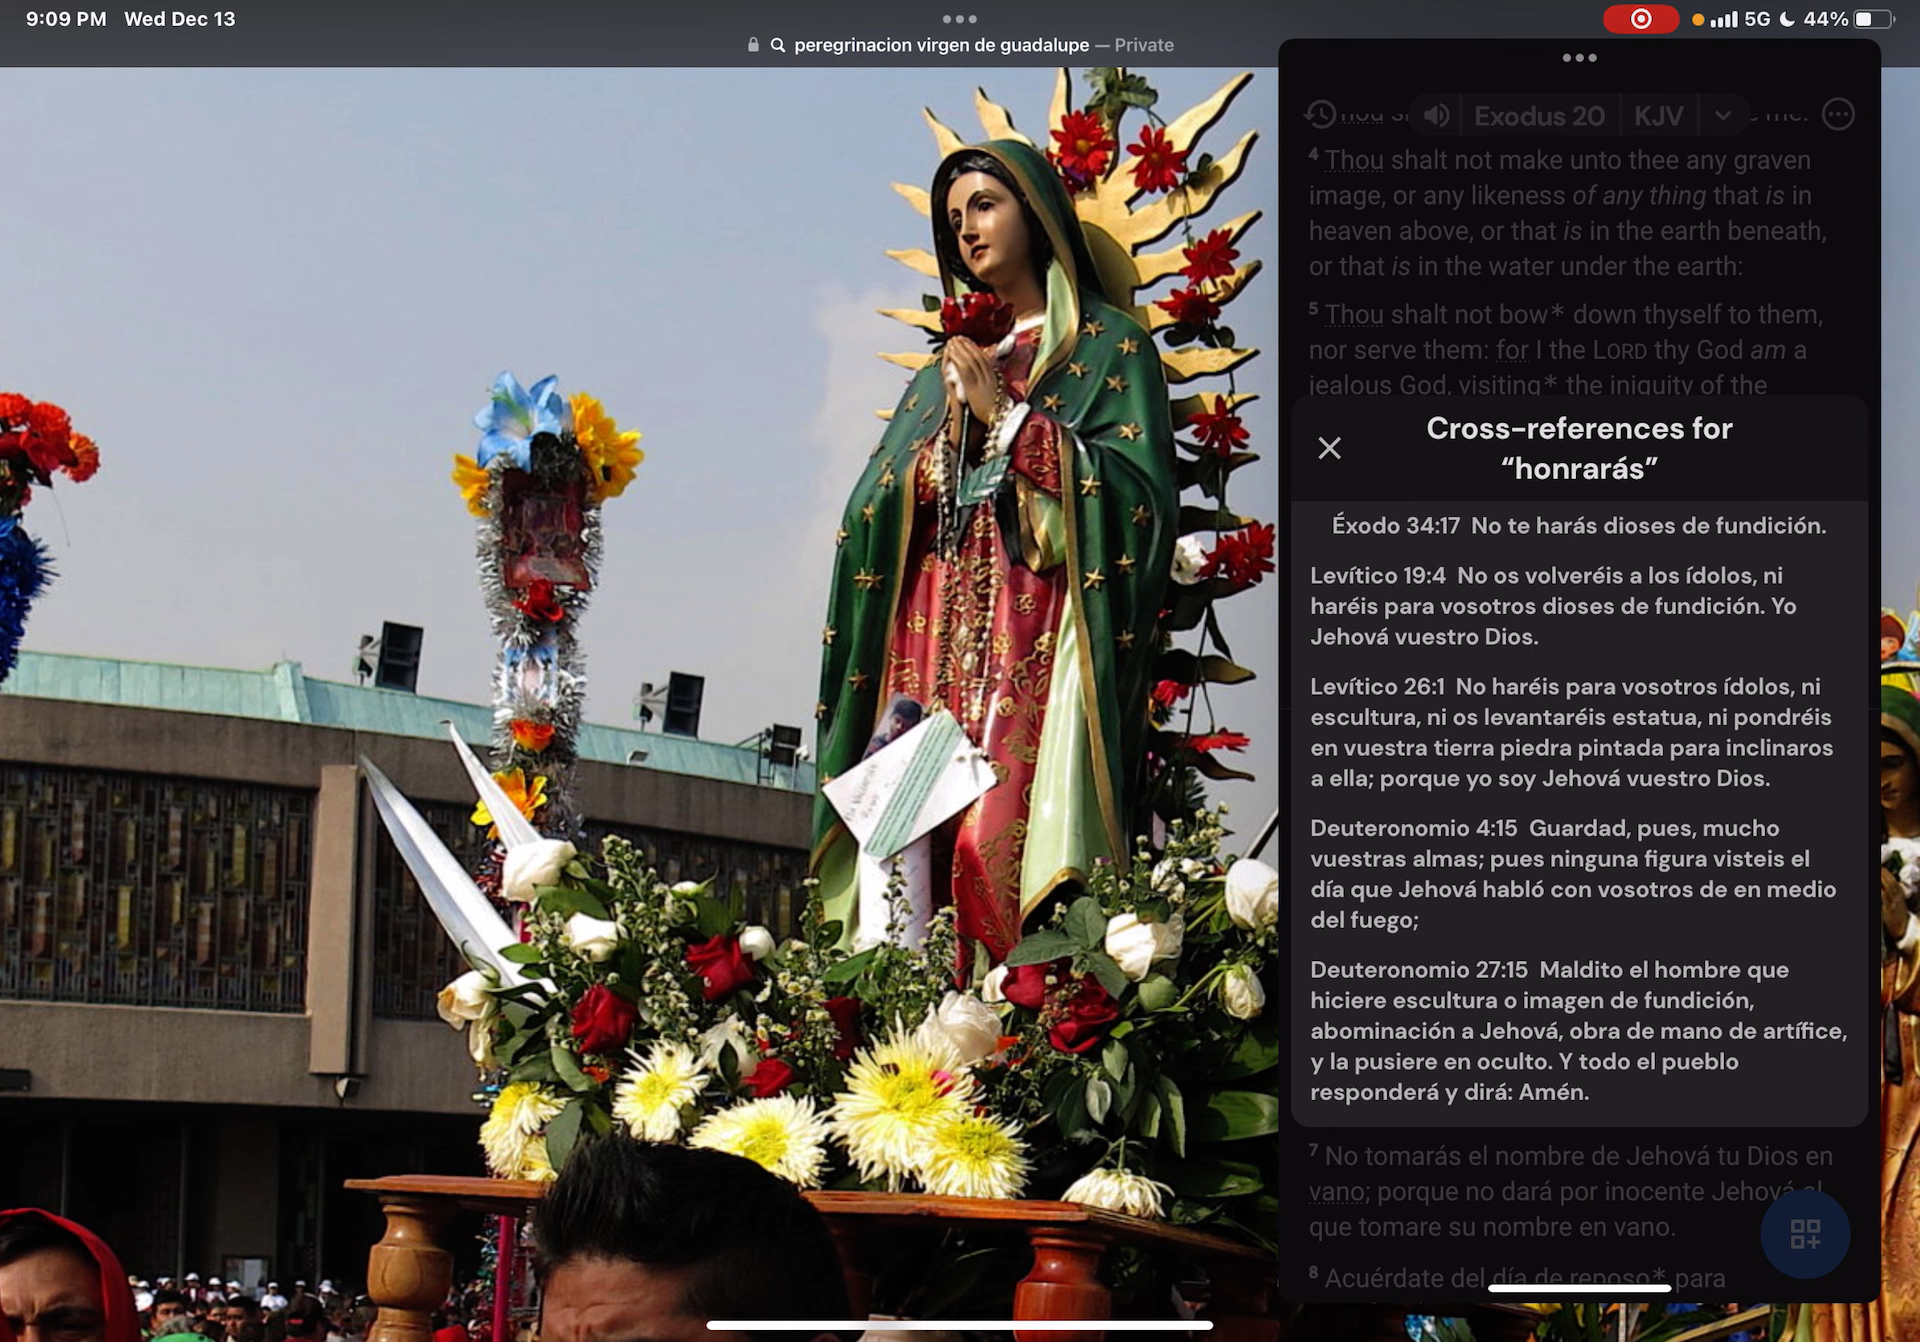 9:09 PM Wed Dec 13
5G 44%
peregrinacion virgen de guadalupe — Private
Exodus 20 KJV
me.
4 Thou shalt not make unto thee any graven
image, or any likeness of any thing that is in
heaven above, or that is in the earth beneath,
or that is in the water under the earth:
5 Thou shalt not bow* down thyself to them,
nor serve them: for I the LORD thy God am a
jealous God, visiting* the iniquity of the
Cross-references for
“honrarás”
Éxodo 34:17 No te harás dioses de fundición.
Levítico 19:4 No os volveréis a los ídolos, ni
haréis para vosotros dioses de fundición. Yo
Jehová vuestro Dios.
Levítico 26:1 No haréis para vosotros ídolos, ni
escultura, ni os levantaréis estatua, ni pondréis
en vuestra tierra piedra pintada para inclinaros
a ella; porque yo soy Jehová vuestro Dios.
Deuteronomio 4:15 Guardad, pues, mucho
vuestras almas; pues ninguna figura visteis el
día que Jehová habló con vosotros de en medio
del fuego;
Deuteronomio 27:15 Maldito el hombre que
hiciere escultura o imagen de fundición,
abominación a Jehová, obra de mano de artífice,
y la pusiere en oculto. Y todo el pueblo
responderá y dirá: Amén.
7 No tomarás el nombre de Jehová tu Dios en
vano; porque no dará por inocente Jehová al
que tomare su nombre en vano.
8 Acuérdate del día de reposo* para